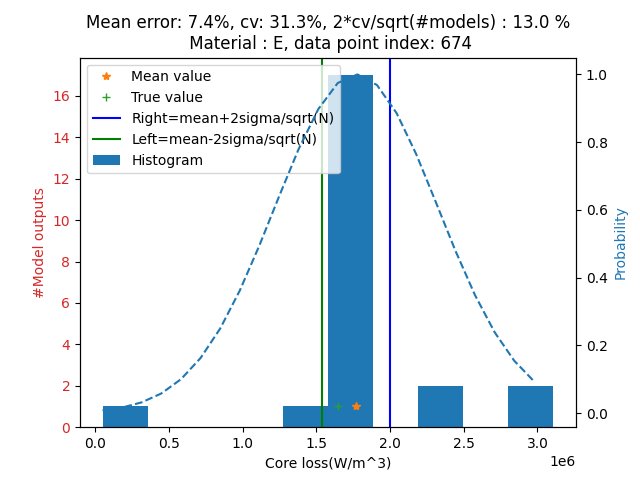 Mean error: 7.4%, cv: 31.3%, 2*cv/sqrt(#models) : 13.0 %
Material : E, data point index: 674
Mean value
True value
Right=mean+2sigma/sqrt(N)
Left=mean-2sigma/sqrt(N)
Histogram
#Model outputs
16
14
12
10
8
6
4
2
0
1.0
0.8
0.6
0.4
0.2
0.0
Probability
0.0 0.5 1.0 1.5 2.0 2.5 3.0
1e6
Core loss(W/m^3)